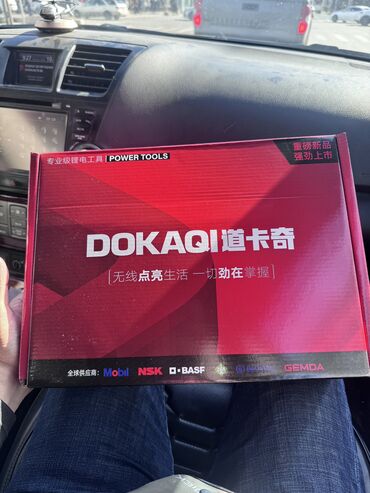 9:27
专业级锂电工具 | POWER TOOLS
重磅新品
强劲上市
DOKAQI道卡奇
无线点亮生活 一切劲在掌握
全球供应商: Mobil NSK BASF GEMDA